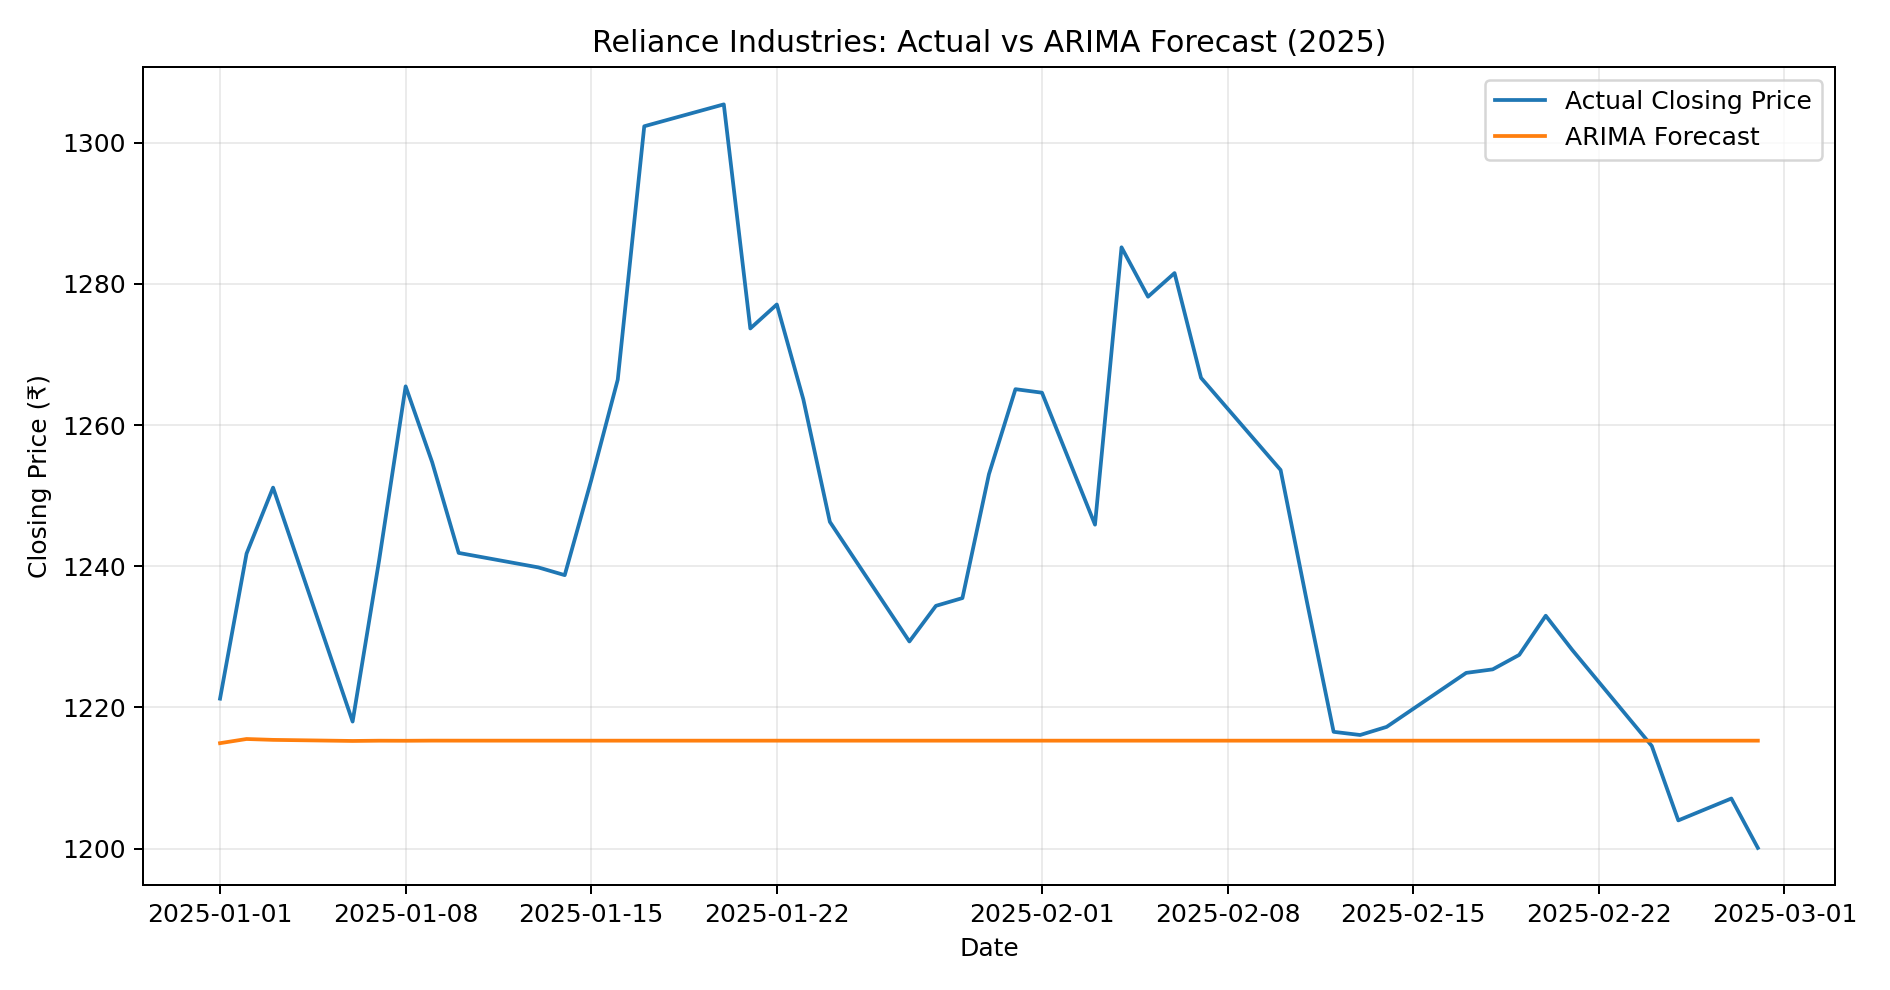 Reliance Industries: Actual vs ARIMA Forecast (2025)
Actual Closing Price
ARIMA Forecast
Closing Price (₹)
1300
1280
1260
1240
1220
1200
2025-01-01 2025-01-08 2025-01-15 2025-01-22 2025-02-01 2025-02-08 2025-02-15 2025-02-22 2025-03-01
Date